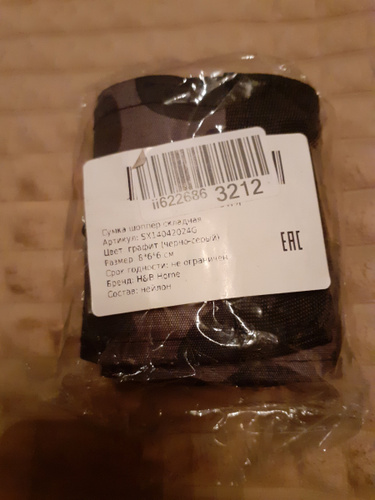 ii622686 3212
Сумка шоппер складная
Артикул: SX14042024G
Цвет: графит (черно-серый)
Размер: 6*6*6 см
Срок годности: не ограничен
Бренд: H&P Home
Состав: нейлон
EAC